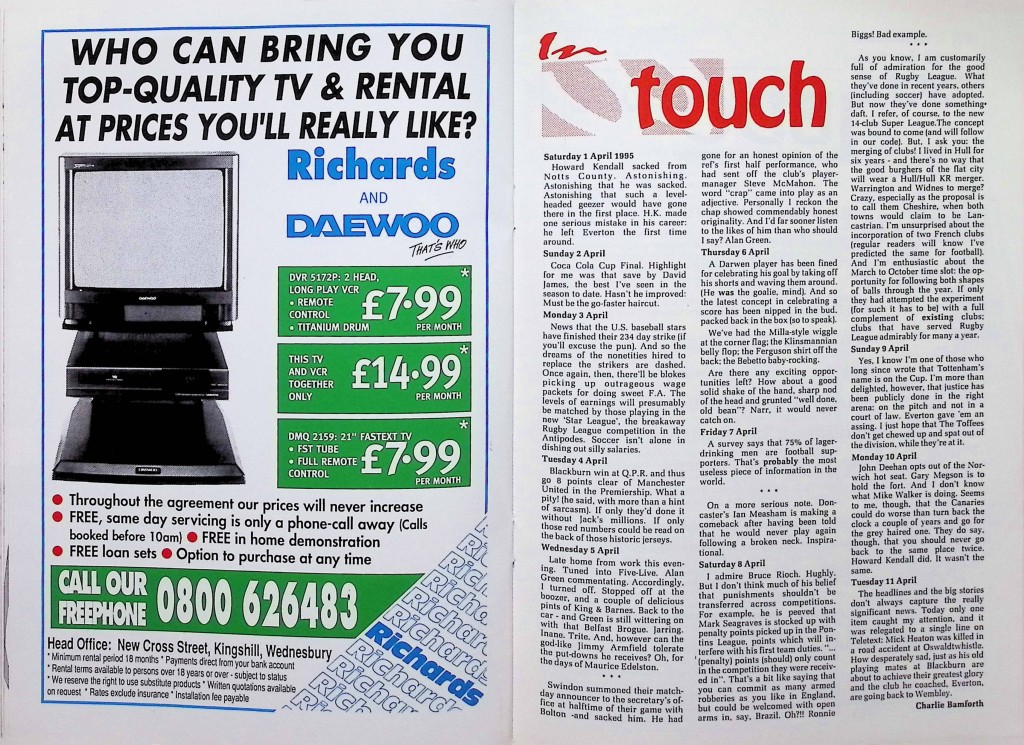 WHO CAN BRING YOU
TOP-QUALITY TV & RENTAL
AT PRICES YOU'LL REALLY LIKE?
Richards
AND
DAEWOO
THAT'S WHO
DAEWOO
DVR 5172P: 2 HEAD,
LONG PLAY VCR
• REMOTE
CONTROL
• TITANIUM DRUM
£7·99*
PER MONTH
THIS TV
AND VCR
TOGETHER
ONLY
£14·99*
PER MONTH
DMQ 2159: 21" FASTEXT TV
• FST TUBE
• FULL REMOTE
CONTROL
£7·99*
PER MONTH
• Throughout the agreement our prices will never increase
• FREE, same day servicing is only a phone-call away (Calls
booked before 10am) • FREE in home demonstration
• FREE loan sets • Option to purchase at any time
CALL OUR
FREEPHONE
0800 626483
Head Office: New Cross Street, Kingshill, Wednesbury
* Minimum rental period 18 months * Payments direct from your bank account
* Rental terms available to persons over 18 years or over - subject to status
* We reserve the right to use substitute products * Written quotations available
on request * Rates exclude insurance * Installation fee payable
Richards
In
touch
Saturday 1 April 1995
Howard Kendall sacked from
Notts County. Astonishing.
Astonishing that he was sacked.
Astonishing that such a level-
headed geezer would have gone
there in the first place. H.K. made
one serious mistake in his career:
he left Everton the first time
around.
Sunday 2 April
Coca Cola Cup Final. Highlight
for me was that save by David
James, the best I've seen in the
season to date. Hasn't he improved:
Must be the go-faster haircut.
Monday 3 April
News that the U.S. baseball stars
have finished their 234 day strike (if
you'll excuse the pun). And so the
dreams of the nonetities hired to
replace the strikers are dashed.
Once again, then, there'll be blokes
picking up outrageous wage
packets for doing sweet F.A. The
levels of earnings will presumably
be matched by those playing in the
new 'Star League', the breakaway
Rugby League competition in the
Antipodes. Soccer isn't alone in
dishing out silly salaries.
Tuesday 4 April
Blackburn win at Q.P.R. and thus
go 8 points clear of Manchester
United in the Premiership. What a
pity! (he said, with more than a hint
of sarcasm). If only they'd done it
without Jack's millions. If only
those red numbers could be read on
the back of those historic jerseys.
Wednesday 5 April
Late home from work this even-
ing. Tuned into Five-Live. Alan
Green commentating. Accordingly,
I turned off. Stopped off at the
boozer, and a couple of delicious
pints of King & Barnes. Back to the
car - and Green is still wittering on
with that Belfast Brogue. Jarring.
Inane. Trite. And, however can the
god-like Jimmy Armfield tolerate
the put-downs he receives? Oh, for
the days of Maurice Edelston.
* * *
Swindon summoned their match-
day announcer to the secretary's of-
fice at halftime of their game with
Bolton -and sacked him. He had
gone for an honest opinion of the
ref's first half performance, who
had sent off the club's player-
manager Steve McMahon. The
word "crap" came into play as an
adjective. Personally I reckon the
chap showed commendably honest
originality. And I'd far sooner listen
to the likes of him than who should
I say? Alan Green.
Thursday 6 April
A Darwen player has been fined
for celebrating his goal by taking off
his shorts and waving them around.
(He was the goalie, mind). And so
the latest concept in celebrating a
score has been nipped in the bud.
packed back in the box (so to speak).
We've had the Milla-style wiggle
at the corner flag; the Klinsmannian
belly flop; the Ferguson shirt off the
back; the Bebetto baby-rocking.
Are there any exciting oppor-
tunities left? How about a good
solid shake of the hand, sharp nod
of the head and grunted "well done,
old bean"? Narr, it would never
catch on.
Friday 7 April
A survey says that 75% of lager-
drinking men are football sup-
porters. That's probably the most
useless piece of information in the
world.
* * *
On a more serious note. Don-
caster's Ian Measham is making a
comeback after having been told
that he would never play again
following a broken neck. Inspira-
tional.
Saturday 8 April
I admire Bruce Rioch. Hughly.
But I don't think much of his belief
that punishments shouldn't be
transferred across competitions.
For example, he is peeved that
Mark Seagraves is stocked up with
penalty points picked up in the Pon-
tins League, points which will in-
terfere with his first team duties. "...
(penalty) points (should) only count
in the competition they were receiv-
ed in". That's a bit like saying that
you can commit as many armed
robberies as you like in England,
but could be welcomed with open
arms in, say, Brazil. Oh?!! Ronnie
Biggs! Bad example.
* * *
As you know, I am customarily
full of admiration for the good
sense of Rugby League. What
they've done in recent years, others
(including soccer) have adopted.
But now they've done something
daft. I refer, of course, to the new
14-club Super League.The concept
was bound to come (and will follow
in our code). But, I ask you: the
merging of clubs! I lived in Hull for
six years - and there's no way that
the good burghers of the flat city
will wear a Hull/Hull KR merger.
Warrington and Widnes to merge?
Crazy, especially as the proposal is
to call them Cheshire, when both
towns would claim to be Lan-
castrian. I'm unsurprised about the
incorporation of two French clubs
(regular readers will know I've
predicted the same for football).
And I'm enthusiastic about the
March to October time slot: the op-
portunity for following both shapes
of balls through the year. If only
they had attempted the experiment
(for such it has to be) with a full
complement of existing clubs;
clubs that have served Rugby
League admirably for many a year.
Sunday 9 April
Yes, I know I'm one of those who
long since wrote that Tottenham's
name is on the Cup. I'm more than
delighted, however, that justice has
been publicly done in the right
arena: on the pitch and not in a
court of law. Everton gave 'em an
assing. I just hope that The Toffees
don't get chewed up and spat out of
the division, while they're at it.
Monday 10 April
John Deehan opts out of the Nor-
wich hot seat. Gary Megson is to
hold the fort. And I don't know
what Mike Walker is doing. Seems
to me, though, that the Canaries
could do worse than turn back the
clock a couple of years and go for
the grey haired one. They do say,
though, that you should never go
back to the same place twice.
Howard Kendall did. It wasn't the
same.
Tuesday 11 April
The headlines and the big stories
don't always capture the really
significant news. Today only one
item caught my attention, and it
was relegated to a single line on
Teletext: Mick Heaton was killed in
a road accident at Oswaldtwistle.
How desperately sad, just as his old
playing mates at Blackburn are
about to achieve their greatest glory
and the club he coached, Everton,
are going back to Wembley.
Charlie Bamforth